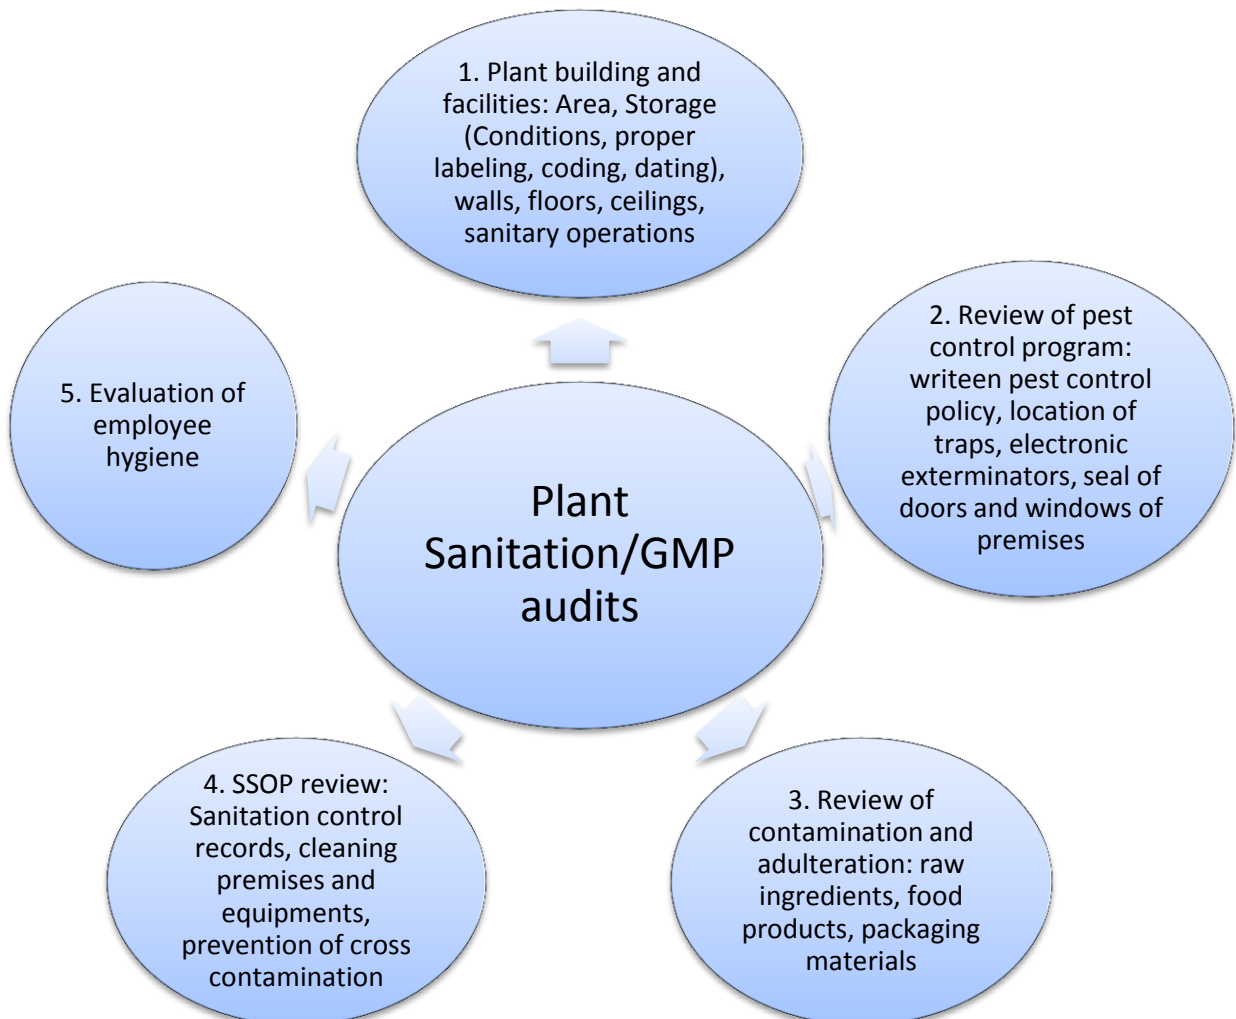 1. Plant building and
facilities: Area, Storage
(Conditions, proper
labeling, coding, dating),
walls, floors, ceilings,
sanitary operations
2. Review of pest
control program:
writeen pest control
policy, location of
traps, electronic
exterminators, seal of
doors and windows of
premises
3. Review of
contamination and
adulteration: raw
ingredients, food
products, packaging
materials
4. SSOP review:
Sanitation control
records, cleaning
premises and
equipments,
prevention of cross
contamination
5. Evaluation of
employee
hygiene
Plant
Sanitation/GMP
audits